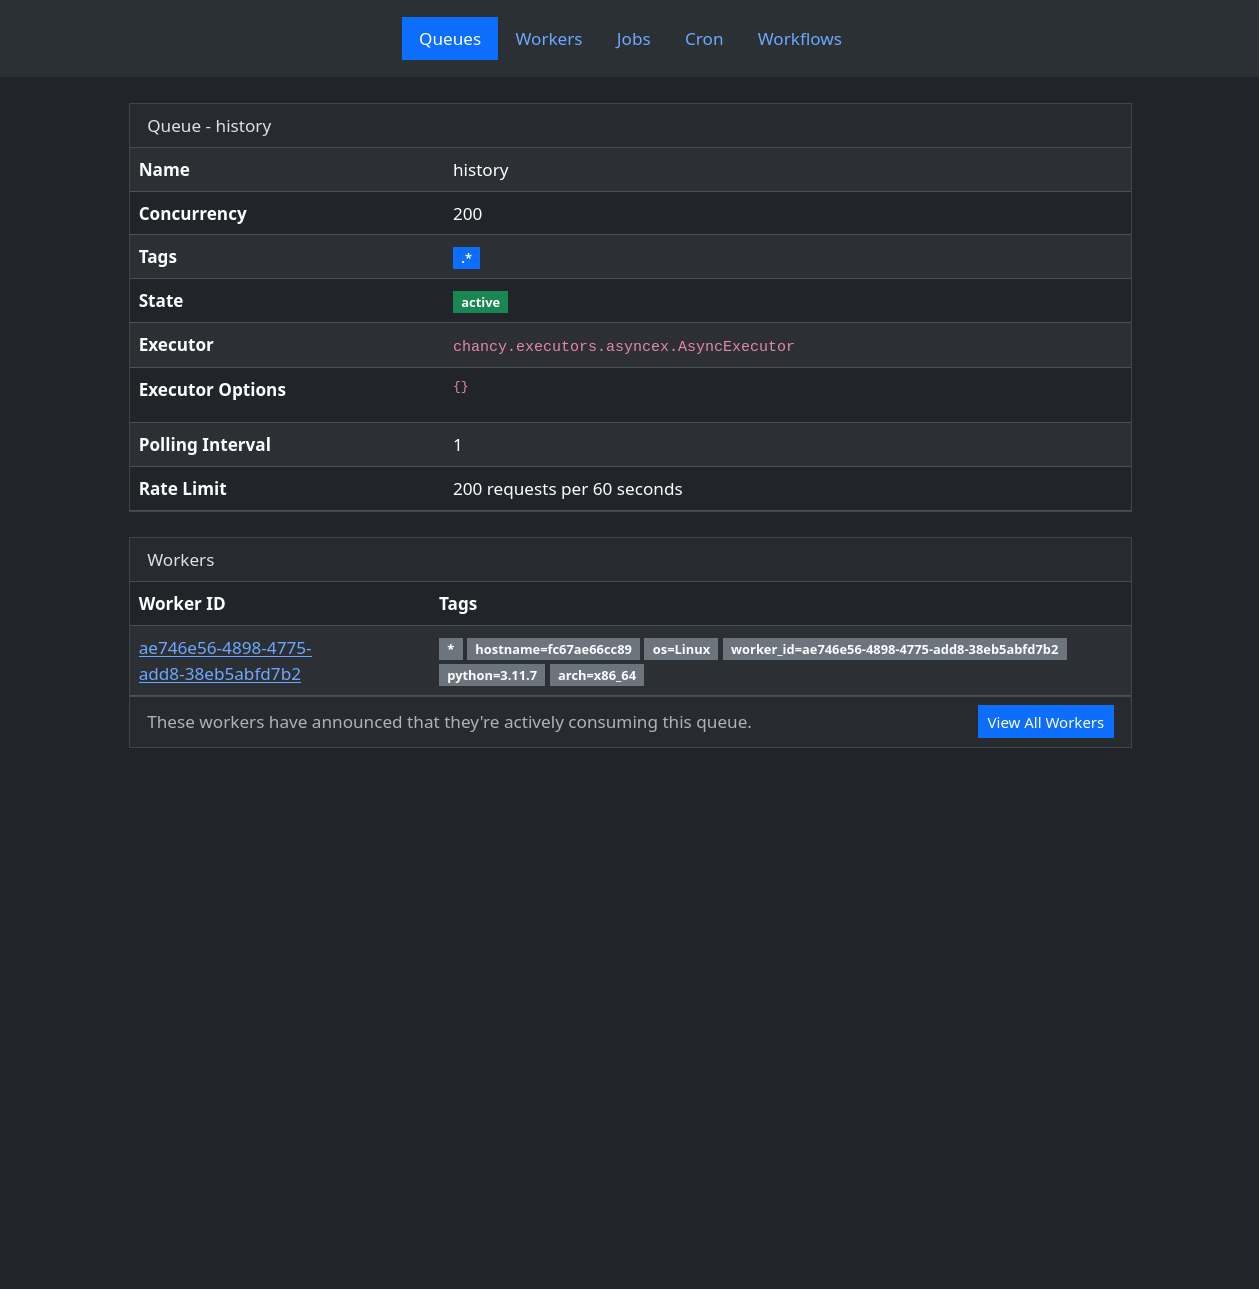 Queues Workers Jobs Cron Workflows
Queue - history
Name history
Concurrency 200
Tags .*
State active
Executor chancy.executors.asyncex.AsyncExecutor
Executor Options {}
Polling Interval 1
Rate Limit 200 requests per 60 seconds
Workers
Worker ID Tags
ae746e56-4898-4775-
add8-38eb5abfd7b2
* hostname=fc67ae66cc89 os=Linux worker_id=ae746e56-4898-4775-add8-38eb5abfd7b2
python=3.11.7 arch=x86_64
These workers have announced that they're actively consuming this queue. View All Workers